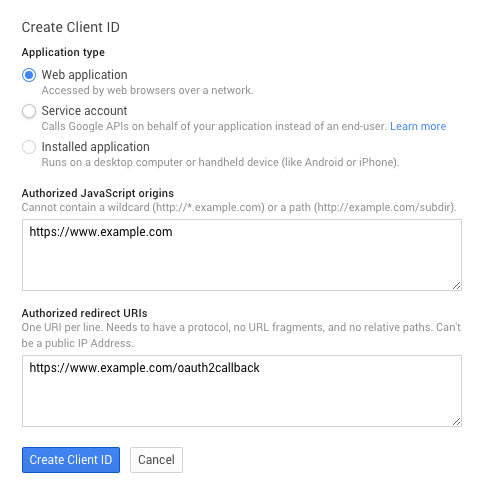 Create Client ID
Application type
Web application
Accessed by web browsers over a network.
Service account
Calls Google APIs on behalf of your application instead of an end-user. Learn more
Installed application
Runs on a desktop computer or handheld device (like Android or iPhone).
Authorized JavaScript origins
Cannot contain a wildcard (http://*.example.com) or a path (http://example.com/subdir).
https://www.example.com
Authorized redirect URIs
One URI per line. Needs to have a protocol, no URL fragments, and no relative paths. Can't
be a public IP Address.
https://www.example.com/oauth2callback
Create Client ID
Cancel